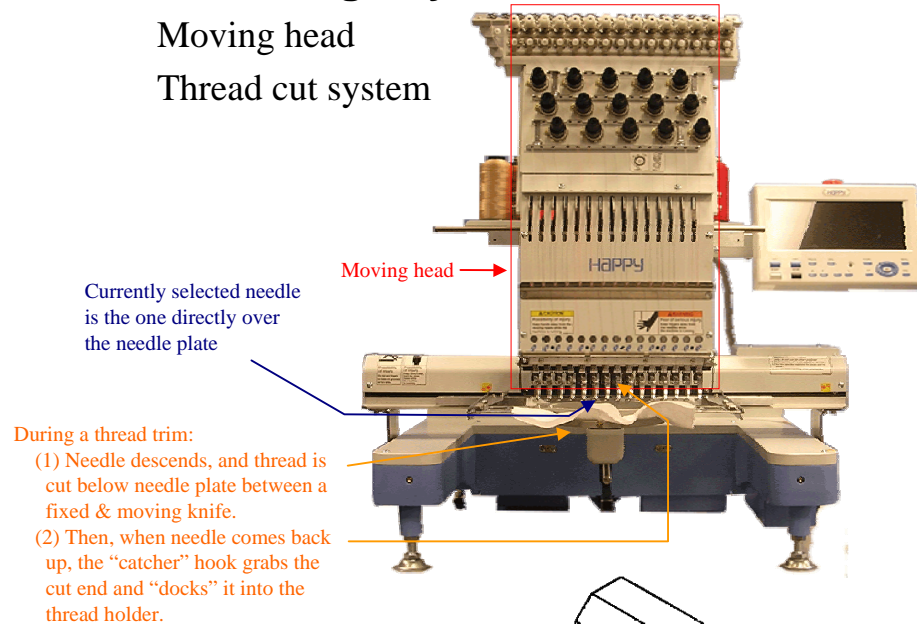 Moving head
Thread cut system
HAPPY
Moving head
Currently selected needle
is the one directly over
the needle plate
During a thread trim:
(1) Needle descends, and thread is
cut below needle plate between a
fixed & moving knife.
(2) Then, when needle comes back
up, the “catcher” hook grabs the
cut end and “docks” it into the
thread holder.